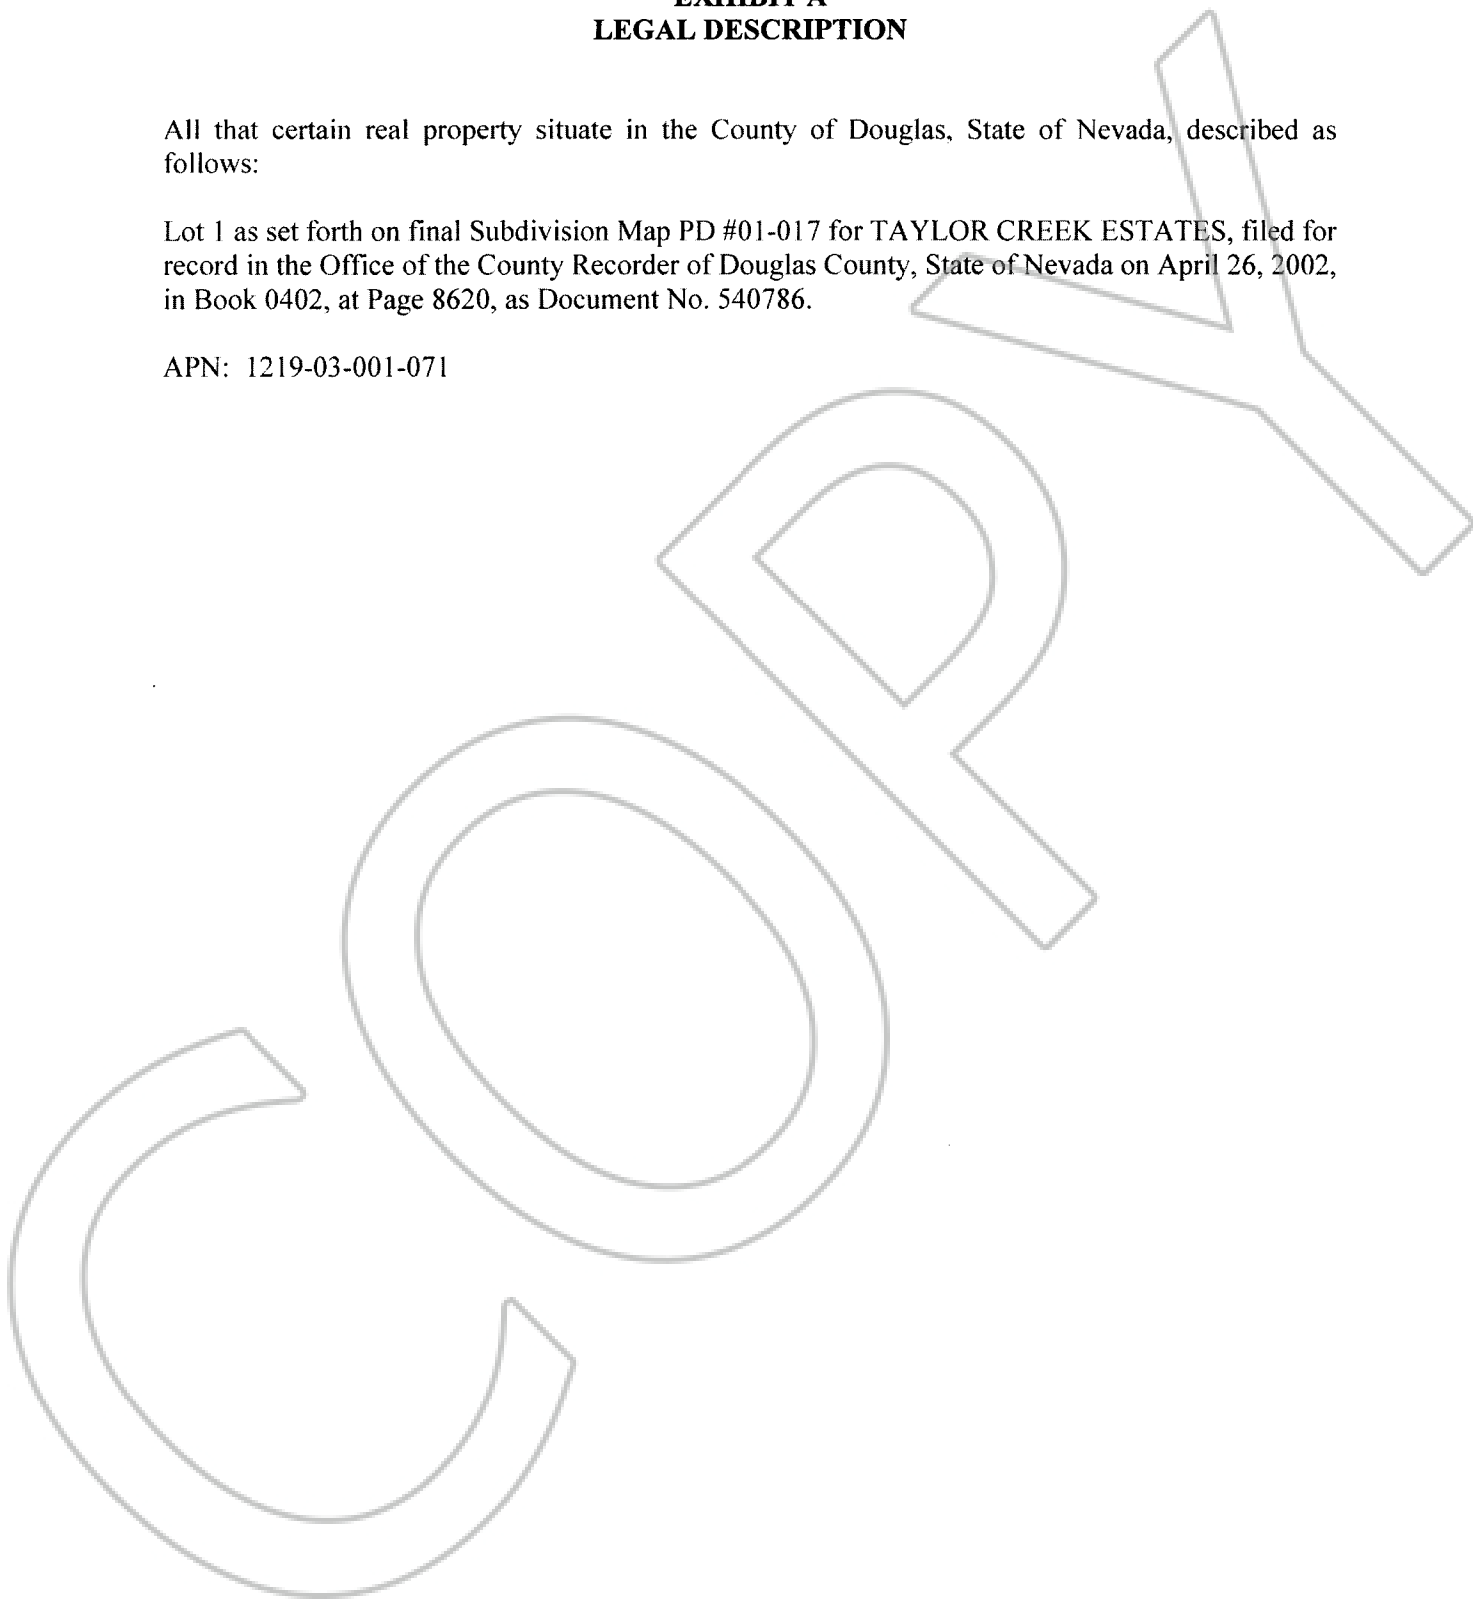 EXHIBIT A
LEGAL DESCRIPTION
All that certain real property situate in the County of Douglas, State of Nevada, described as
follows:
Lot 1 as set forth on final Subdivision Map PD #01-017 for TAYLOR CREEK ESTATES, filed for
record in the Office of the County Recorder of Douglas County, State of Nevada on April 26, 2002,
in Book 0402, at Page 8620, as Document No. 540786.
APN: 1219-03-001-071
COPY